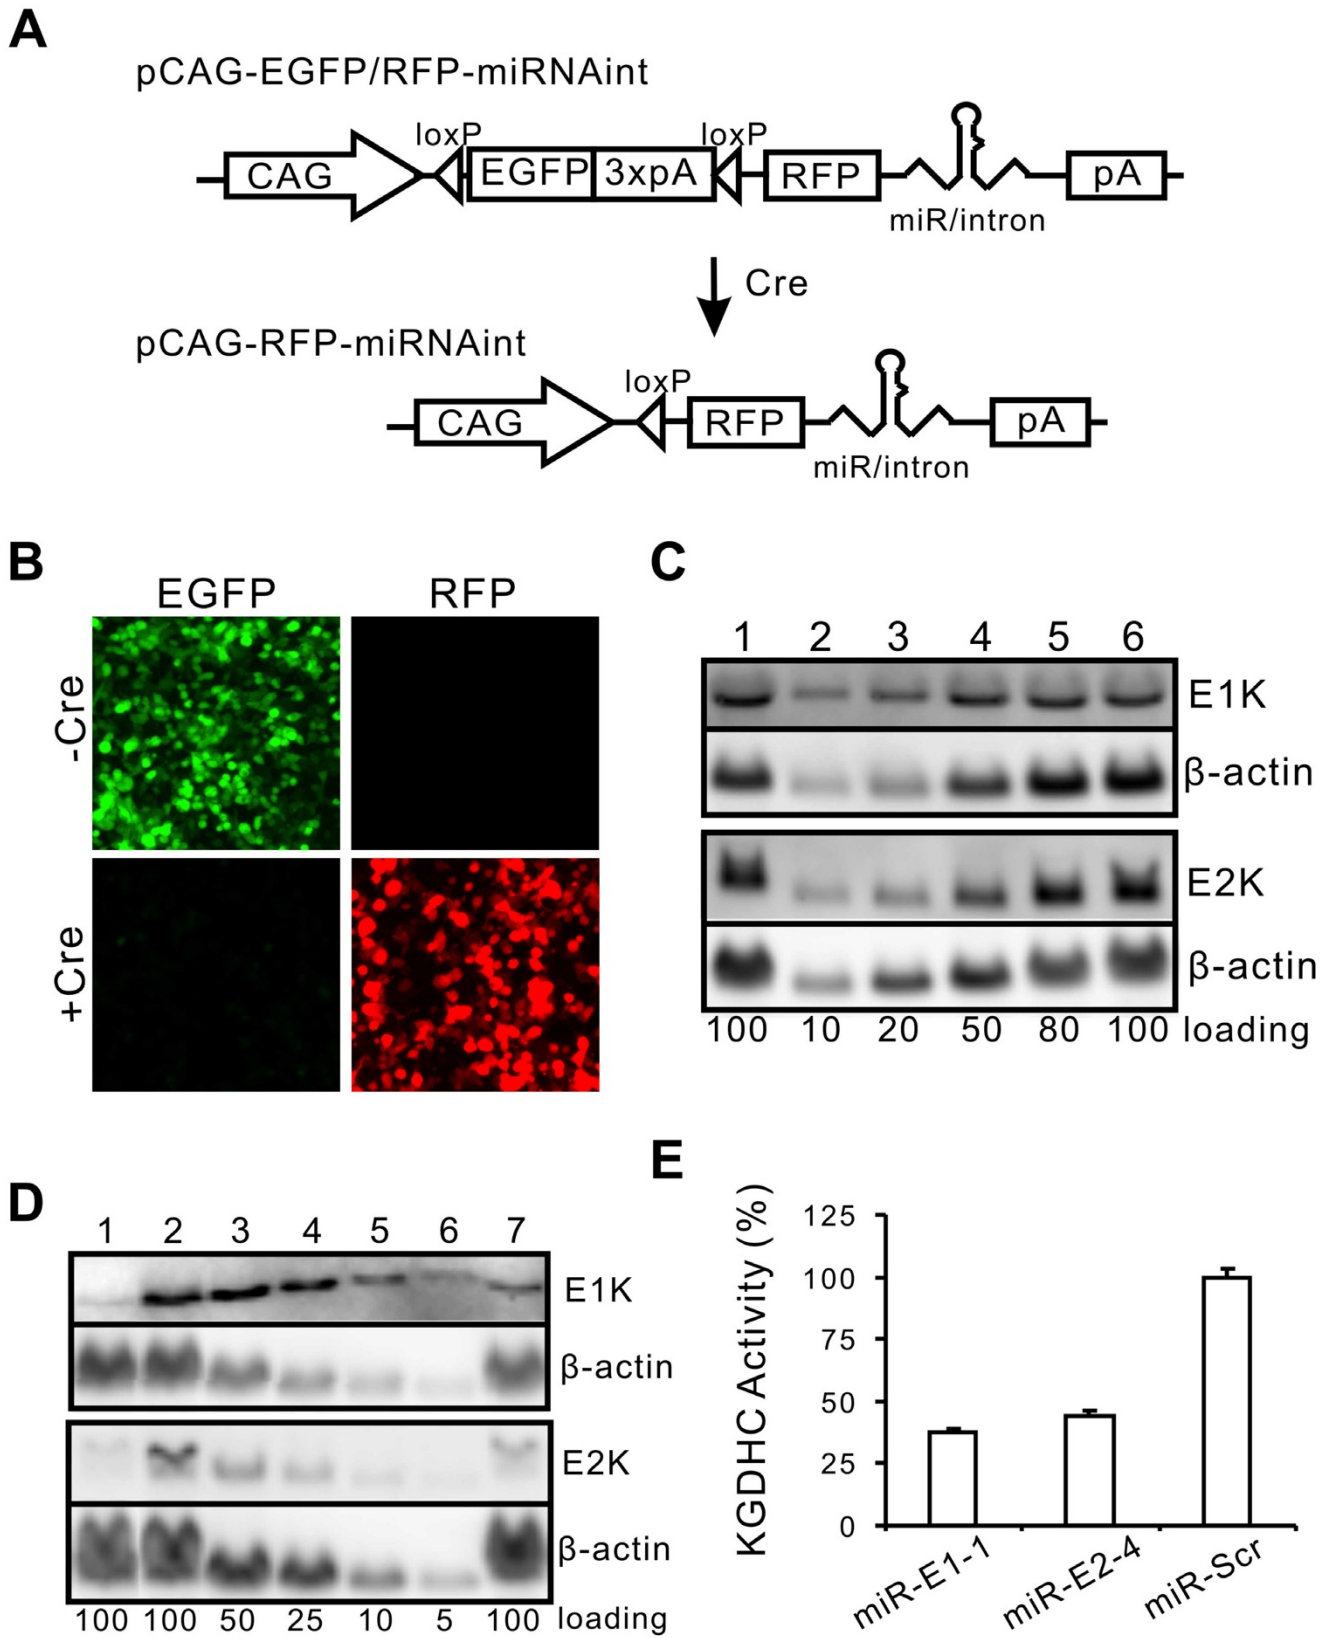 A
pCAG-EGFP/RFP-miRNAint
loxP loxP
CAG EGFP 3xpA RFP pA
miR/intron
Cre
pCAG-RFP-miRNAint
loxP
CAG RFP pA
miR/intron
B
EGFP RFP
-Cre
+Cre
C
1 2 3 4 5 6
E1K
β-actin
E2K
β-actin
100 10 20 50 80 100 loading
D
1 2 3 4 5 6 7
E1K
β-actin
E2K
β-actin
100 100 50 25 10 5 100 loading
E
KGDHC Activity (%)
125
100
75
50
25
0
miR-E1-1 miR-E2-4 miR-Scr